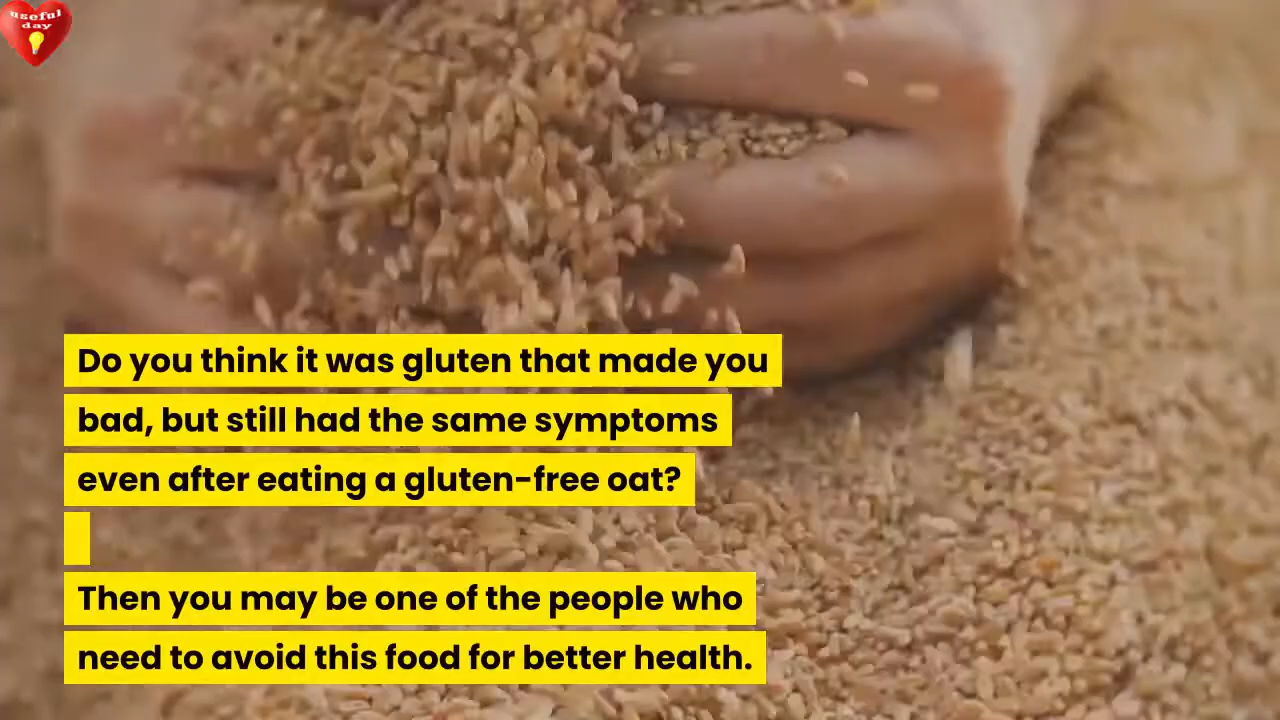 useful
day
Do you think it was gluten that made you
bad, but still had the same symptoms
even after eating a gluten-free oat?
Then you may be one of the people who
need to avoid this food for better health.